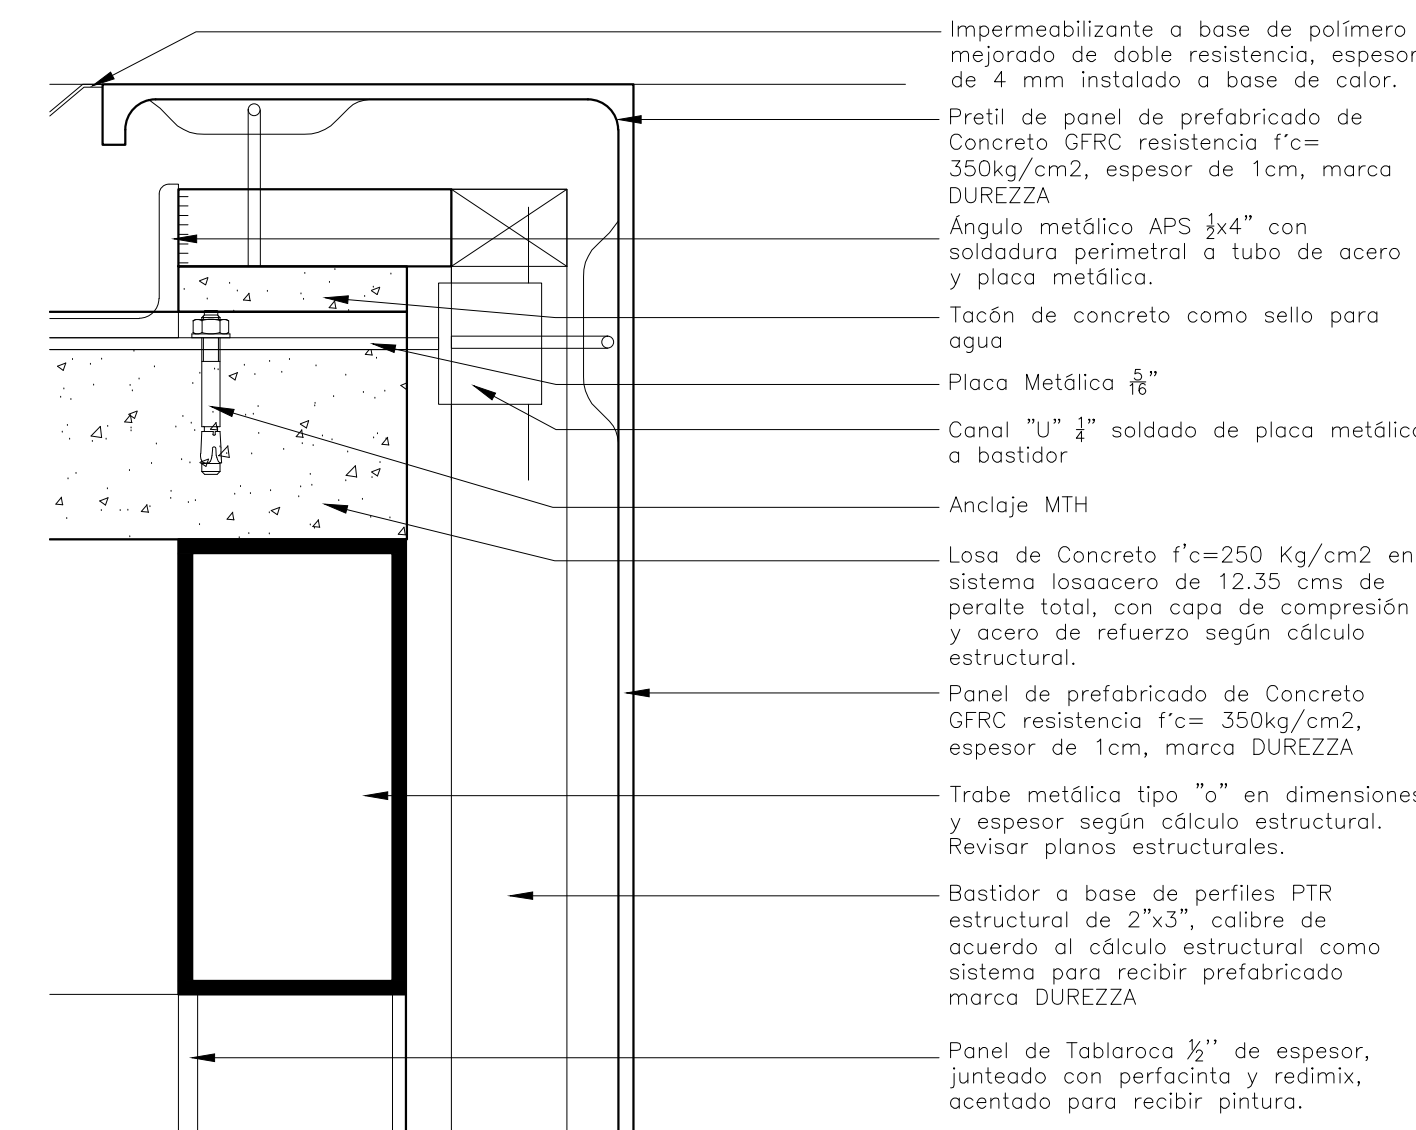 Impermeabilizante a base de polímero
mejorado de doble resistencia, espesor
de 4 mm instalado a base de calor.
Pretil de panel de prefabricado de
Concreto GFRC resistencia f´c=
350kg/cm2, espesor de 1cm, marca
DUREZZA
Ángulo metálico APS ½x4" con
soldadura perimetral a tubo de acero
y placa metálica.
Tacón de concreto como sello para
agua
Placa Metálica 5/16"
Canal "U" ¼" soldado de placa metálica
a bastidor
Anclaje MTH
Losa de Concreto f'c=250 Kg/cm2 en
sistema losaacero de 12.35 cms de
peralte total, con capa de compresión
y acero de refuerzo según cálculo
estructural.
Panel de prefabricado de Concreto
GFRC resistencia f´c= 350kg/cm2,
espesor de 1cm, marca DUREZZA
Trabe metálica tipo "o" en dimensiones
y espesor según cálculo estructural.
Revisar planos estructurales.
Bastidor a base de perfiles PTR
estructural de 2"x3", calibre de
acuerdo al cálculo estructural como
sistema para recibir prefabricado
marca DUREZZA
Panel de Tablaroca ½'' de espesor,
junteado con perfacinta y redimix,
acentado para recibir pintura.